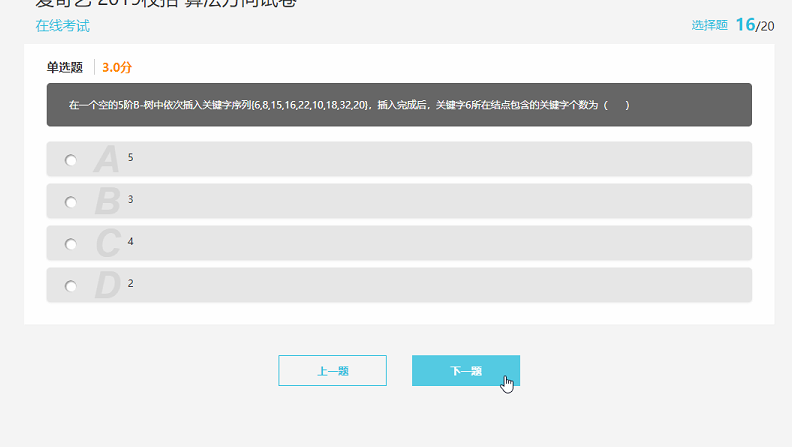 爱奇艺 2019校招 算法方向试卷
在线考试
选择题 16/20
单选题 3.0分
在一个空的5阶B-树中依次插入关键字序列{6,8,15,16,22,10,18,32,20}，插入完成后，关键字6所在结点包含的关键字个数为（ ）
A 5
B 3
C 4
D 2
上一题 下一题